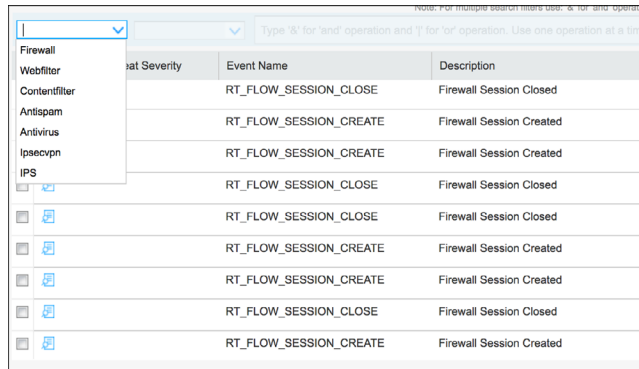 Note: For multiple search filters use: '&' for 'and' operat
Type '&' for 'and' operation and '|' for 'or' operation. Use one operation at a tim
Firewall
Webfilter
Contentfilter
Antispam
Antivirus
Ipsecvpn
IPS
eat Severity Event Name Description
RT_FLOW_SESSION_CLOSE Firewall Session Closed
RT_FLOW_SESSION_CREATE Firewall Session Created
RT_FLOW_SESSION_CREATE Firewall Session Created
RT_FLOW_SESSION_CLOSE Firewall Session Closed
RT_FLOW_SESSION_CLOSE Firewall Session Closed
RT_FLOW_SESSION_CREATE Firewall Session Created
RT_FLOW_SESSION_CREATE Firewall Session Created
RT_FLOW_SESSION_CLOSE Firewall Session Closed
RT_FLOW_SESSION_CREATE Firewall Session Created